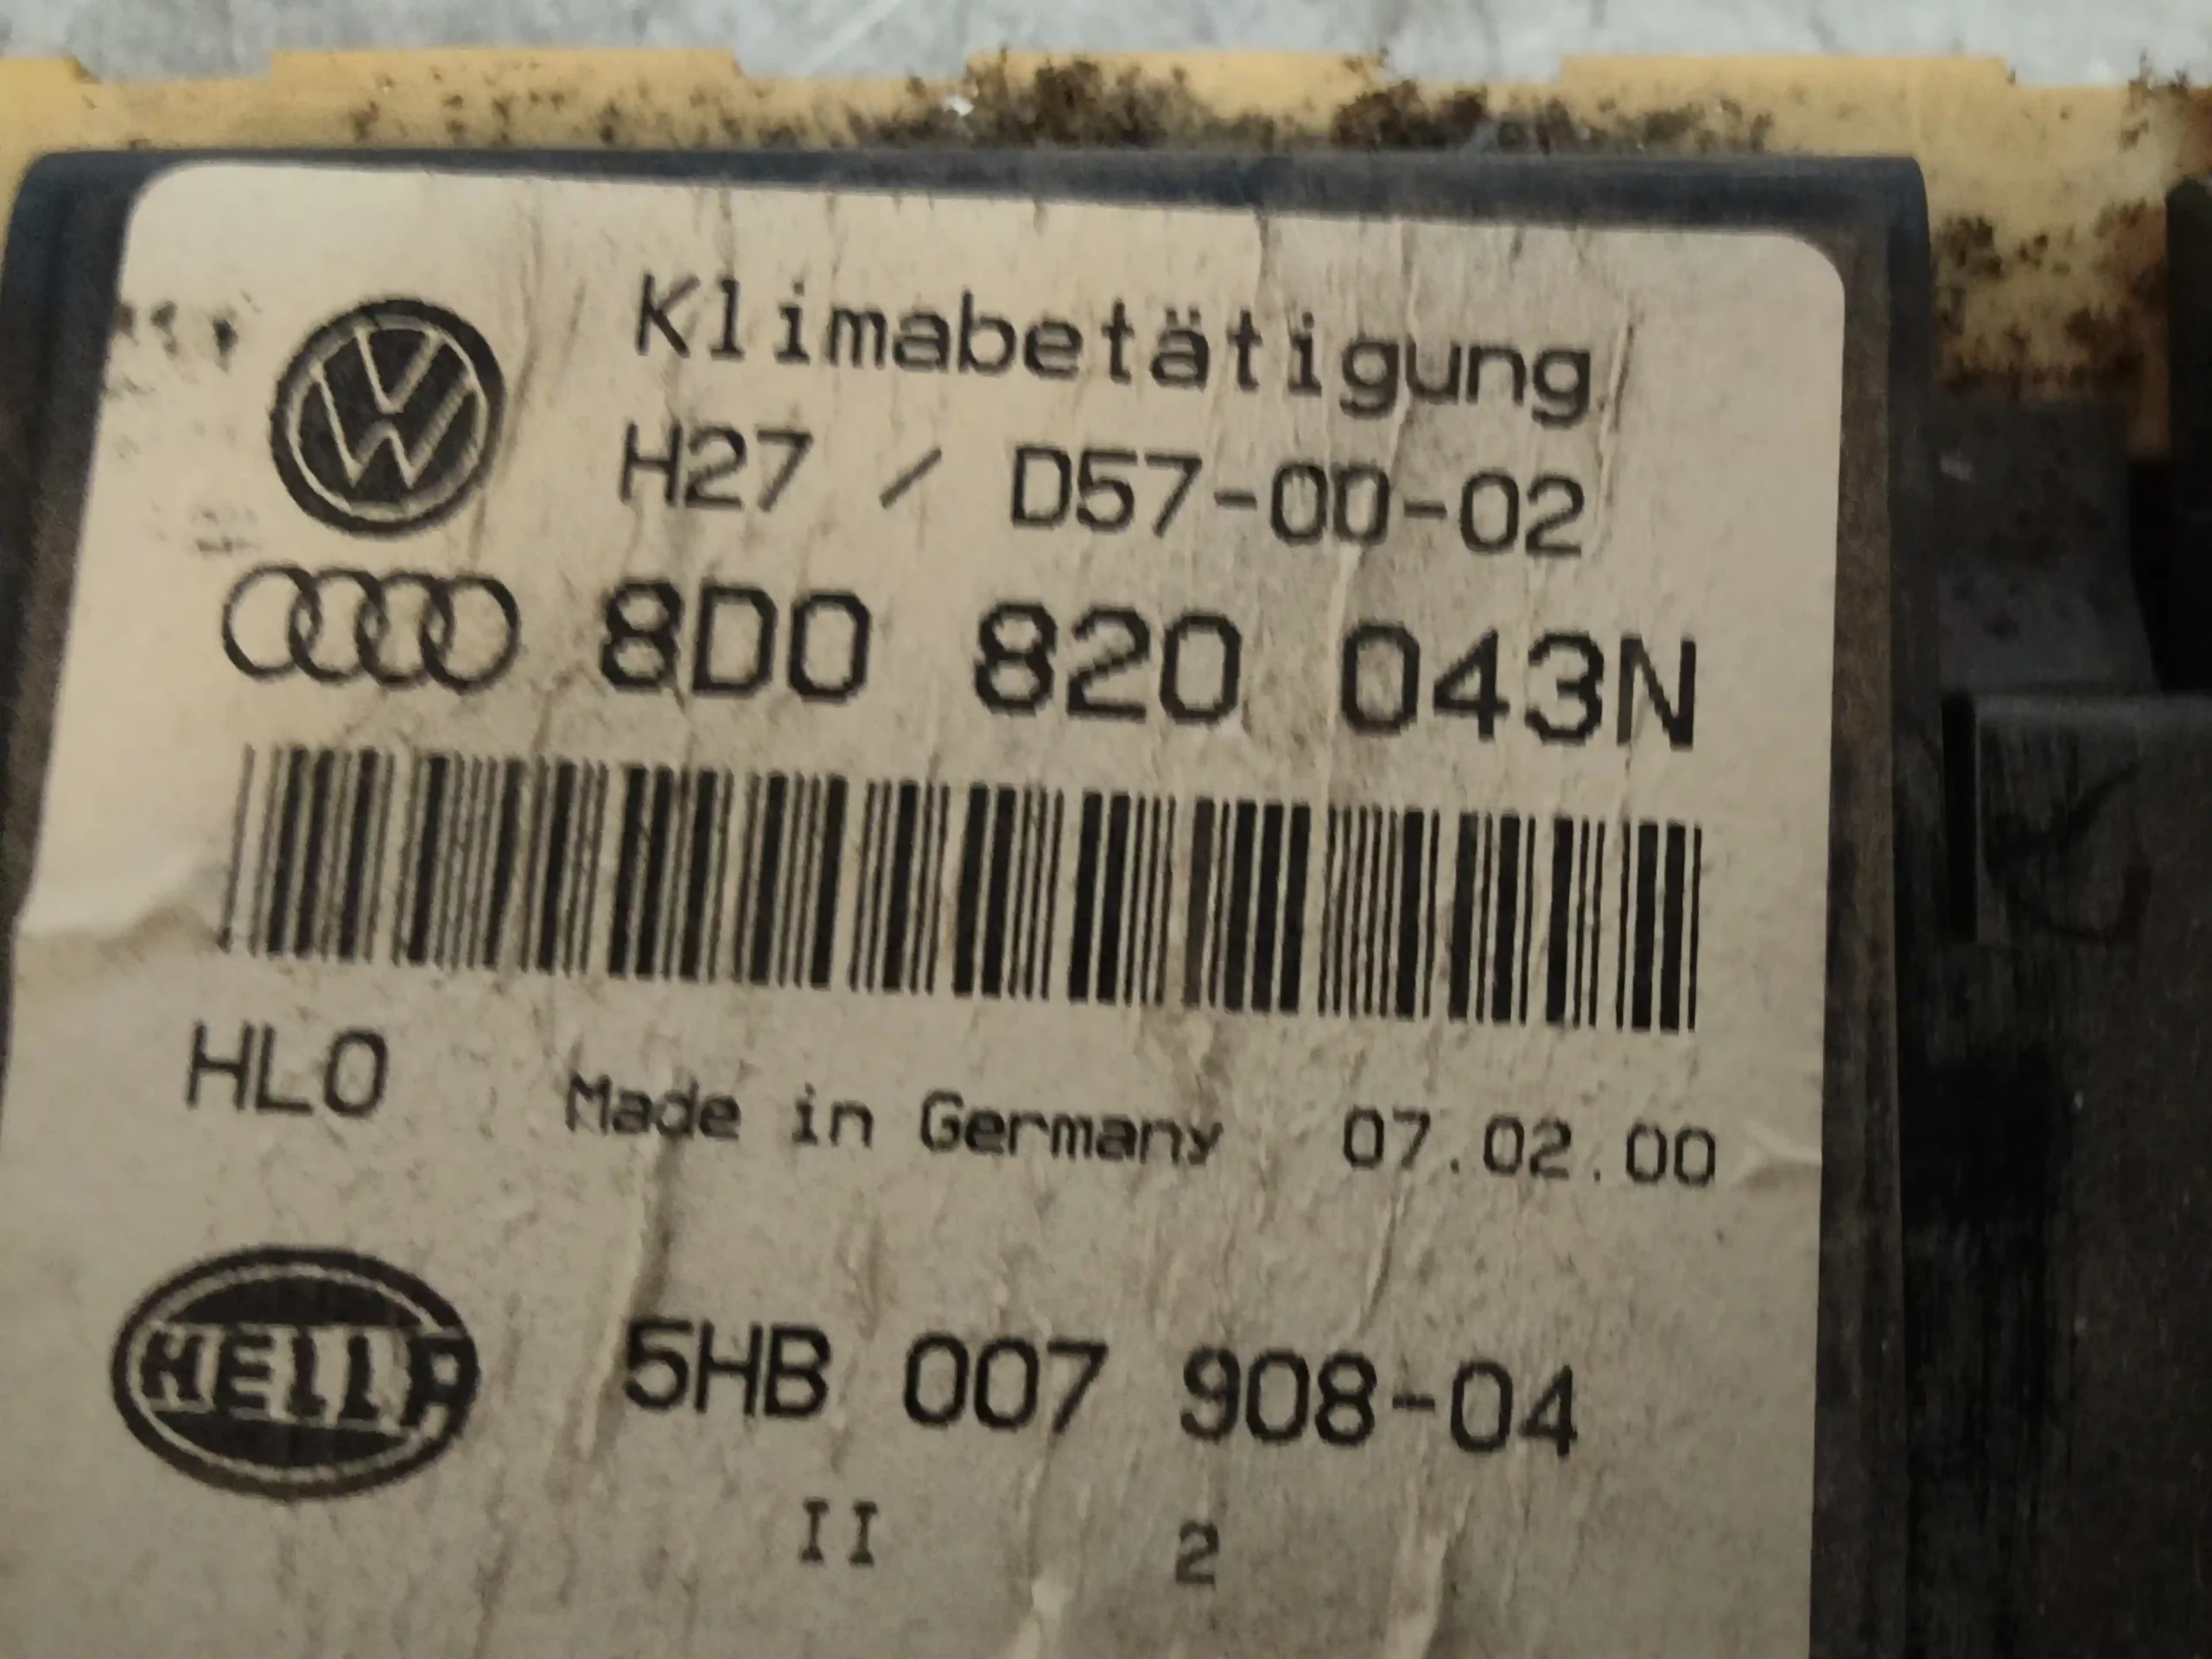 Klimabetätigung
H27 / D57-00-02
8D0 820 043N
HLO Made in Germany 07.02.00
HELLA 5HB 007 908-04
II 2